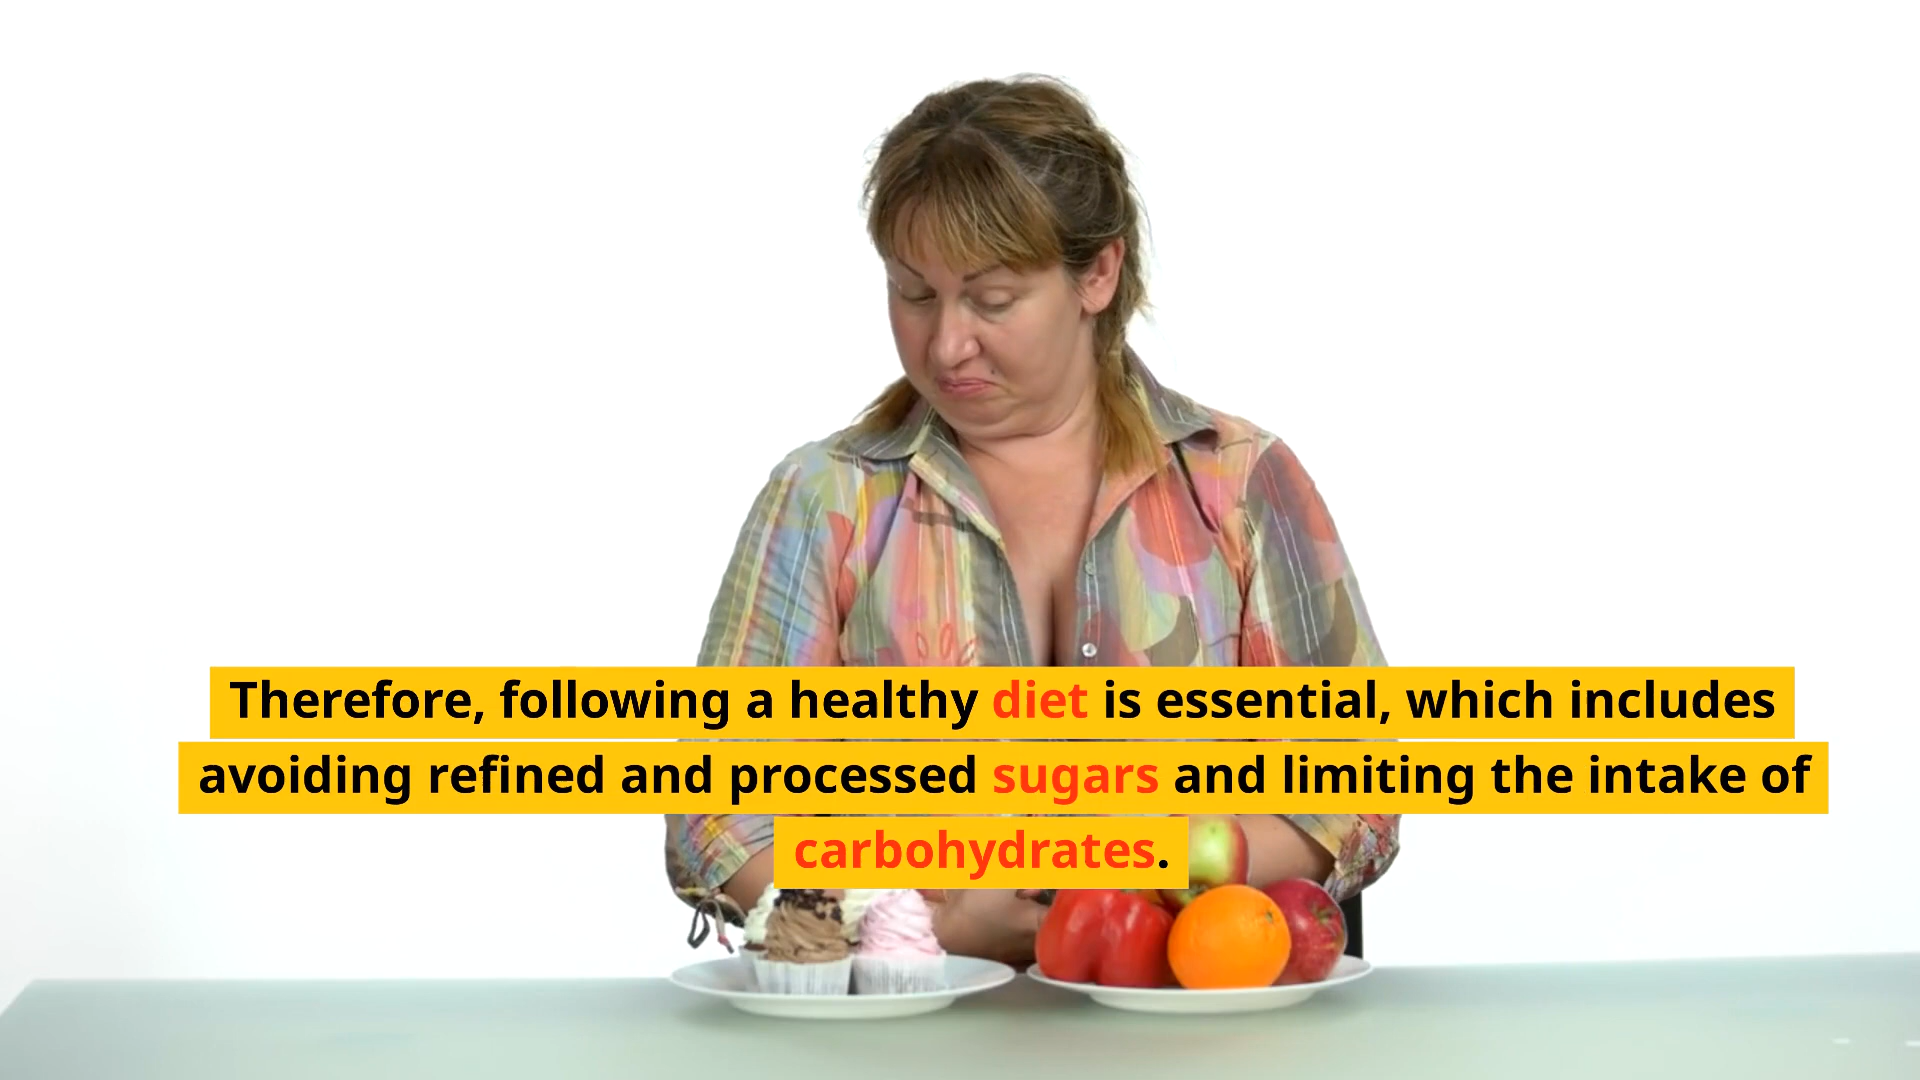 Therefore, following a healthy diet is essential, which includes
avoiding refined and processed sugars and limiting the intake of
carbohydrates.